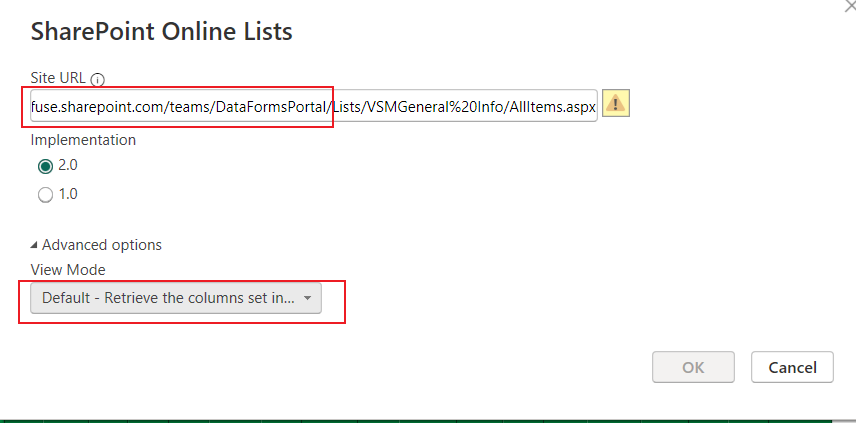 SharePoint Online Lists
Site URL
fuse.sharepoint.com/teams/DataFormsPortal/Lists/VSMGeneral%20Info/AllItems.aspx
Implementation
2.0
1.0
Advanced options
View Mode
Default - Retrieve the columns set in...
OK Cancel